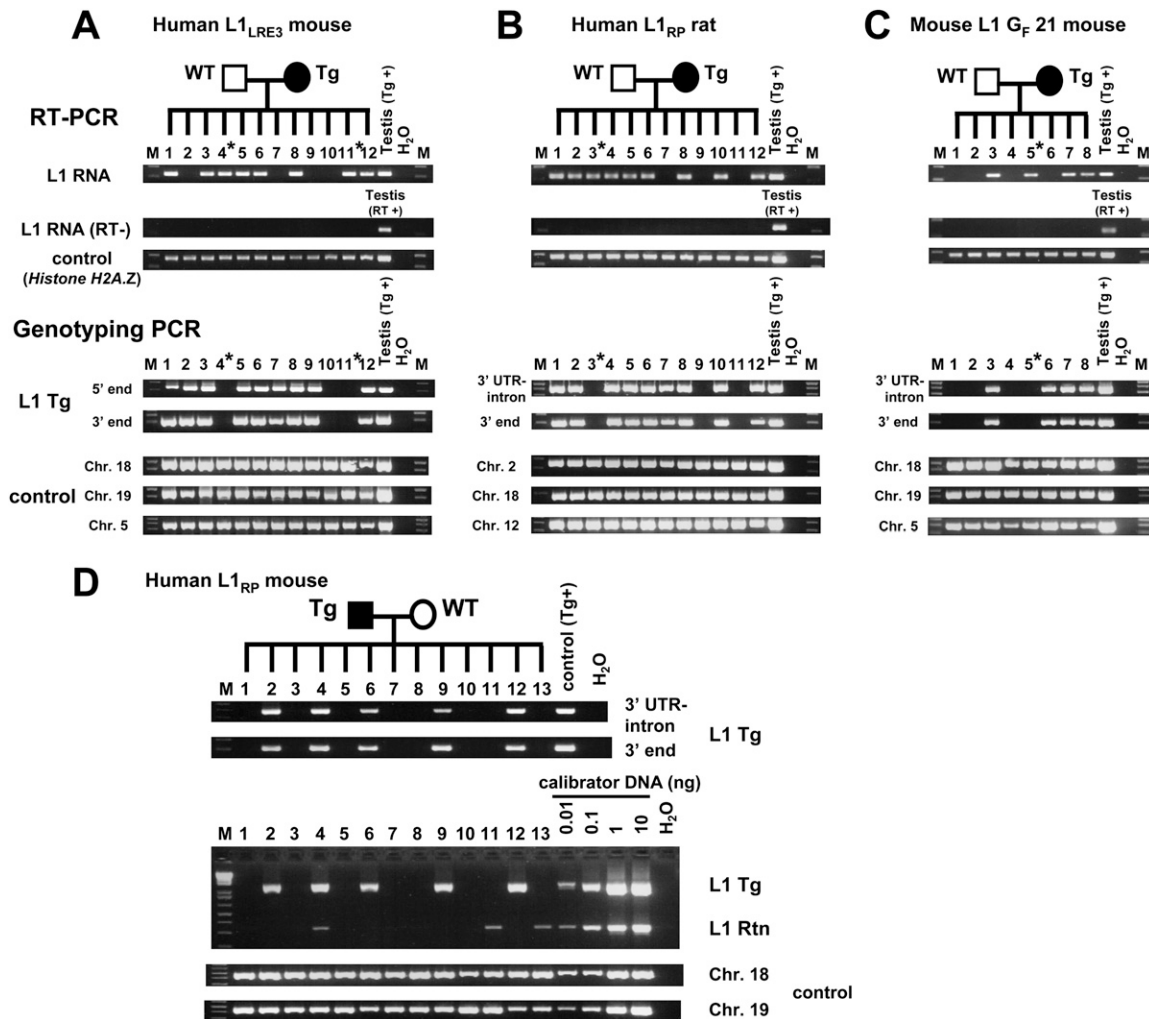 A Human L1LRE3 mouse
WT Tg
RT-PCR
M 1 2 3 4* 5 6 7 8 9 10 11* 12 Testis (Tg +) H2O M
L1 RNA
Testis
(RT +)
L1 RNA (RT-)
control
(Histone H2A.Z)
Genotyping PCR
M 1 2 3 4* 5 6 7 8 9 10 11* 12 Testis (Tg +) H2O M
L1 Tg
5' end
3' end
control
Chr. 18
Chr. 19
Chr. 5
B Human L1RP rat
WT Tg
M 1 2 3* 4 5 6 7 8 9 10 11 12 Testis (Tg +) H2O M
Testis
(RT +)
M 1 2 3* 4 5 6 7 8 9 10 11 12 Testis (Tg +) H2O M
3' UTR-
intron
3' end
Chr. 2
Chr. 18
Chr. 12
C Mouse L1 GF 21 mouse
WT Tg
M 1 2 3 4 5* 6 7 8 Testis (Tg +) H2O M
Testis
(RT +)
M 1 2 3 4 5* 6 7 8 Testis (Tg +) H2O M
3' UTR-
intron
3' end
Chr. 18
Chr. 19
Chr. 5
D Human L1RP mouse
Tg WT
M 1 2 3 4 5 6 7 8 9 10 11 12 13 control (Tg+) H2O
3' UTR-
intron
3' end
L1 Tg
calibrator DNA (ng)
M 1 2 3 4 5 6 7 8 9 10 11 12 13 0.01 0.1 1 10 H2O
L1 Tg
L1 Rtn
Chr. 18
control
Chr. 19